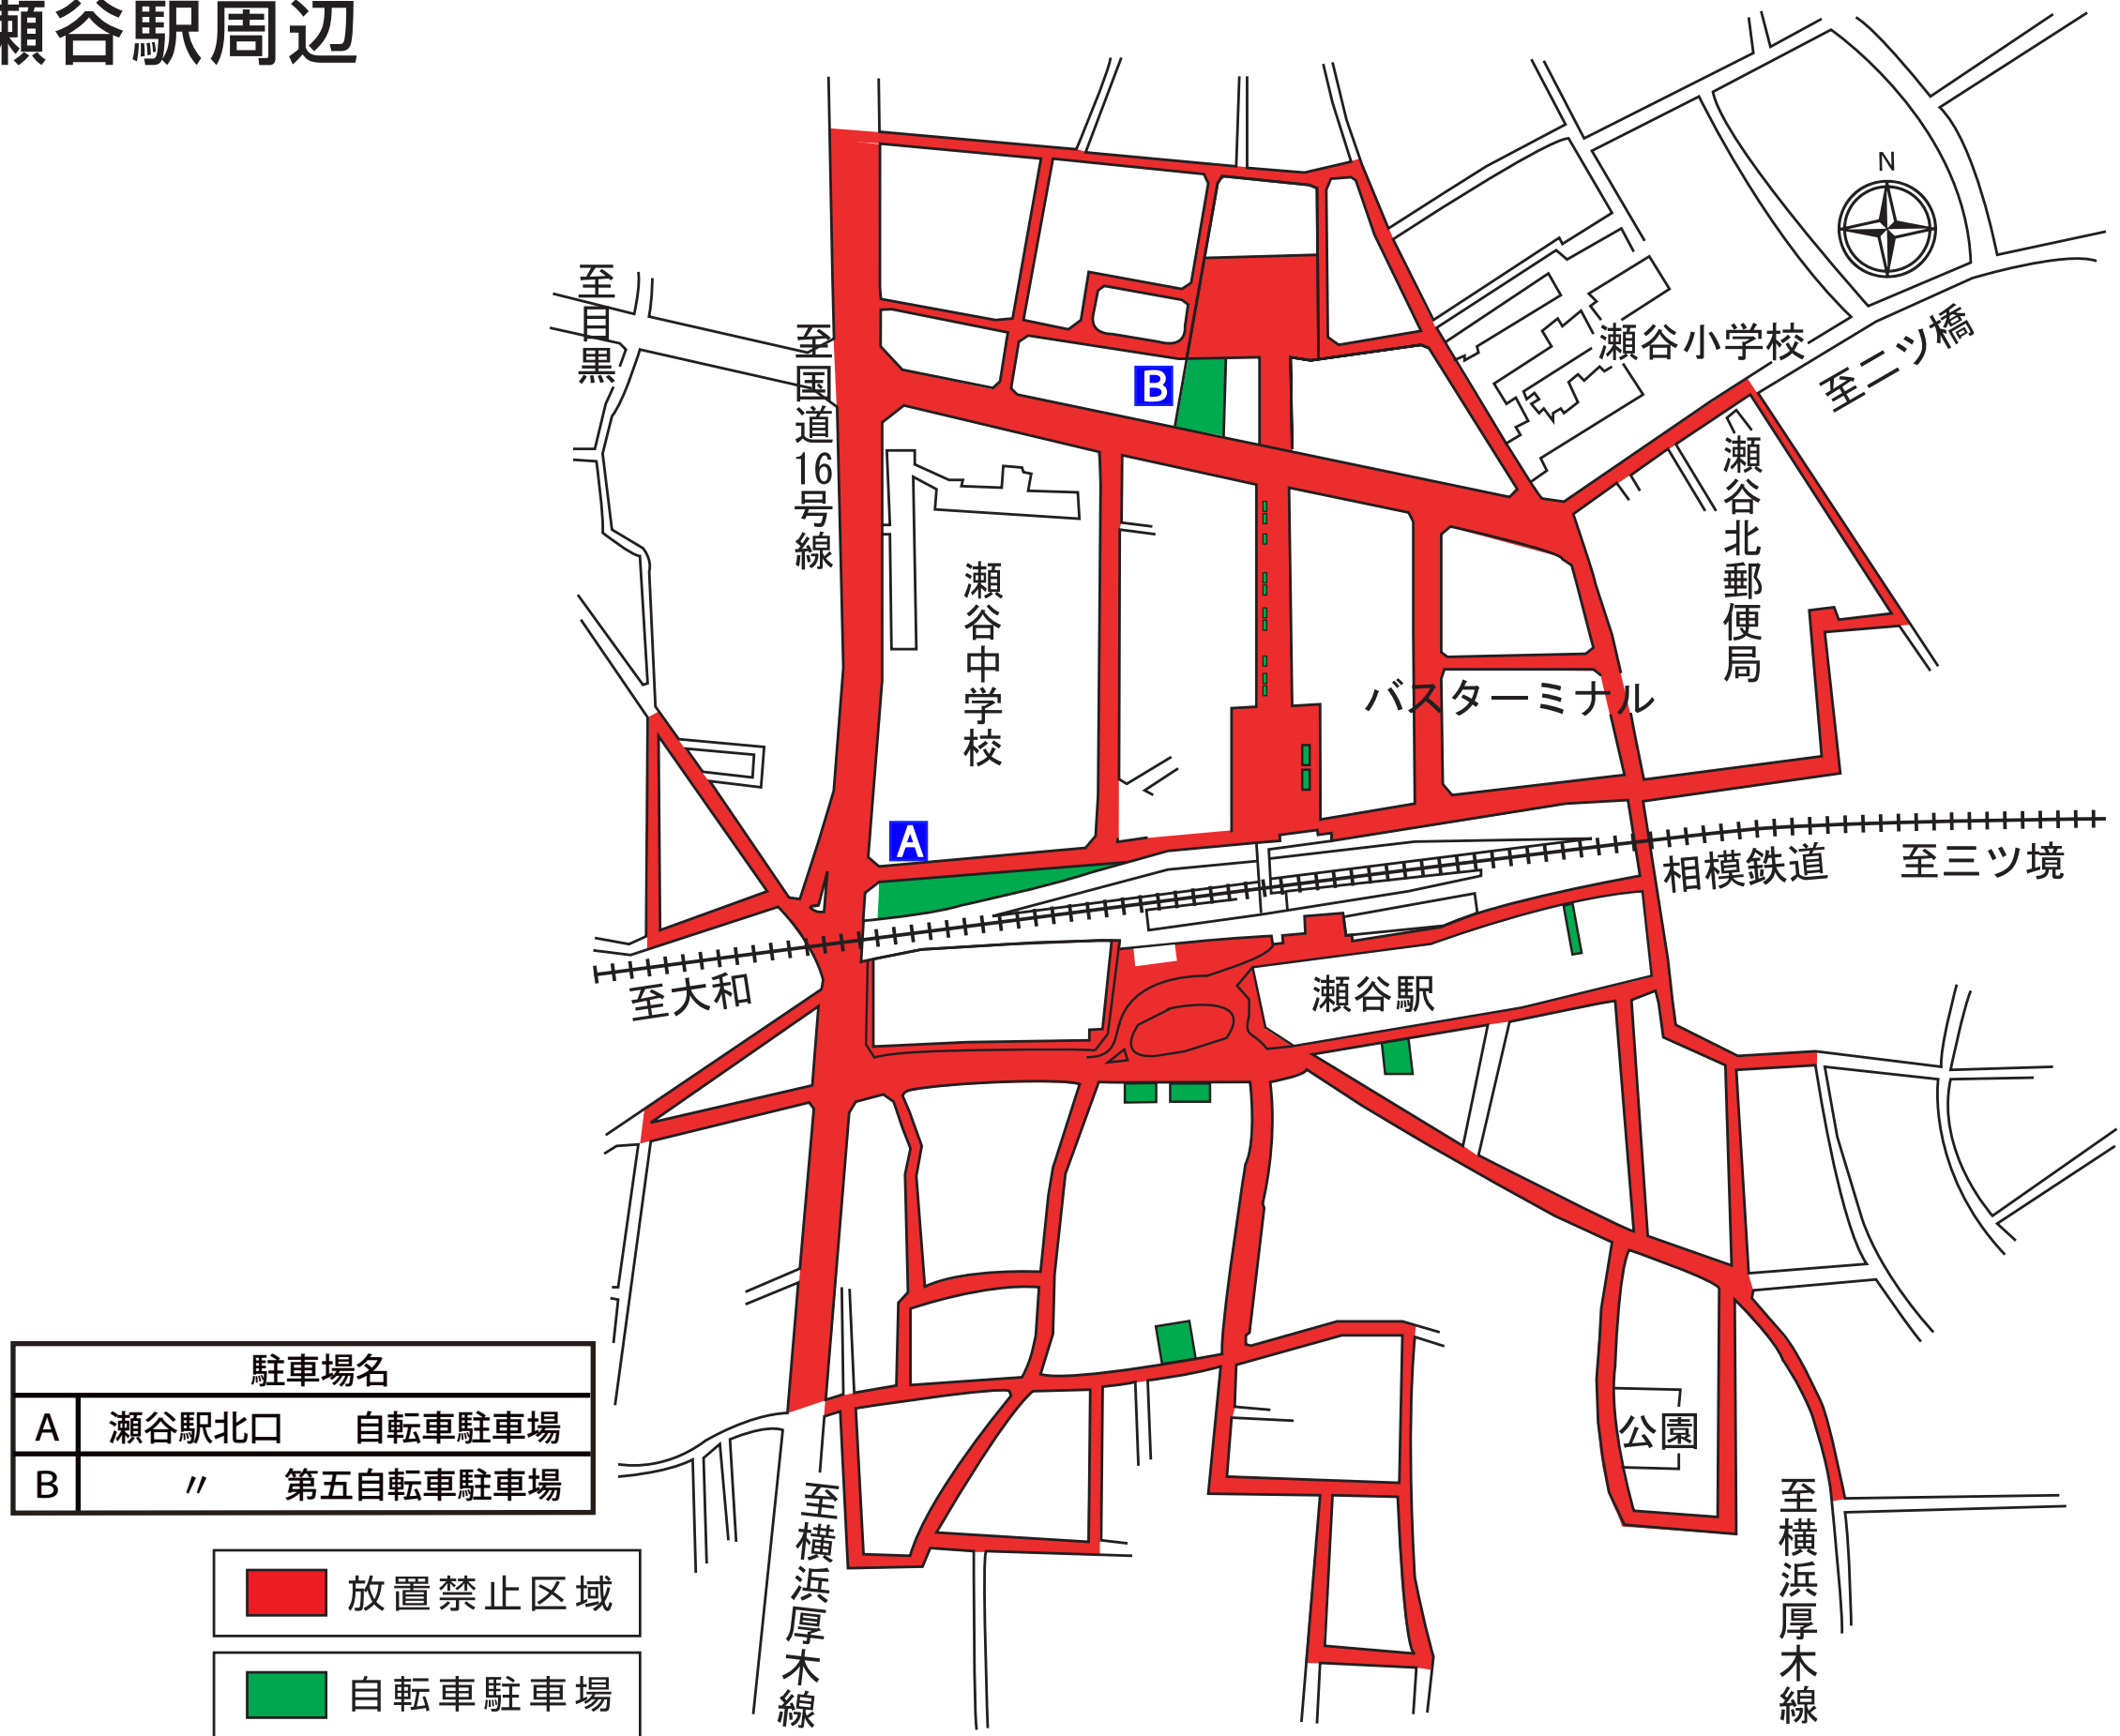 瀬谷駅周辺
N
至目黒
至国道16号線
瀬谷小学校
至二ツ橋
B
瀬谷北郵便局
瀬谷中学校
バスターミナル
A
相模鉄道
至三ツ境
至大和
瀬谷駅
公園
至横浜厚木線
至横浜厚木線
駐車場名
A 瀬谷駅北口 自転車駐車場
B 〃 第五自転車駐車場
放置禁止区域
自転車駐車場